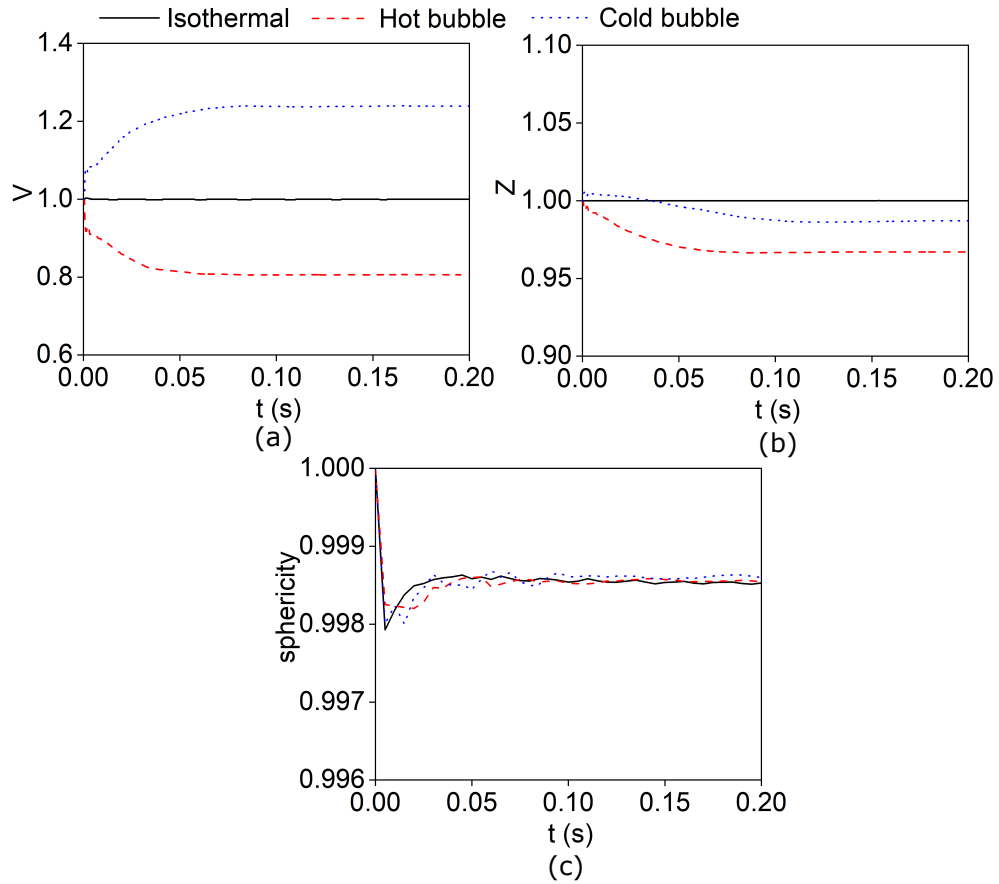 Isothermal Hot bubble Cold bubble
1.4
1.2
1.0
0.8
0.6
V
0.00 0.05 0.10 0.15 0.20
t (s)
(a)
1.10
1.05
1.00
0.95
0.90
Z
0.00 0.05 0.10 0.15 0.20
t (s)
(b)
1.000
0.999
0.998
0.997
0.996
sphericity
0.00 0.05 0.10 0.15 0.20
t (s)
(c)